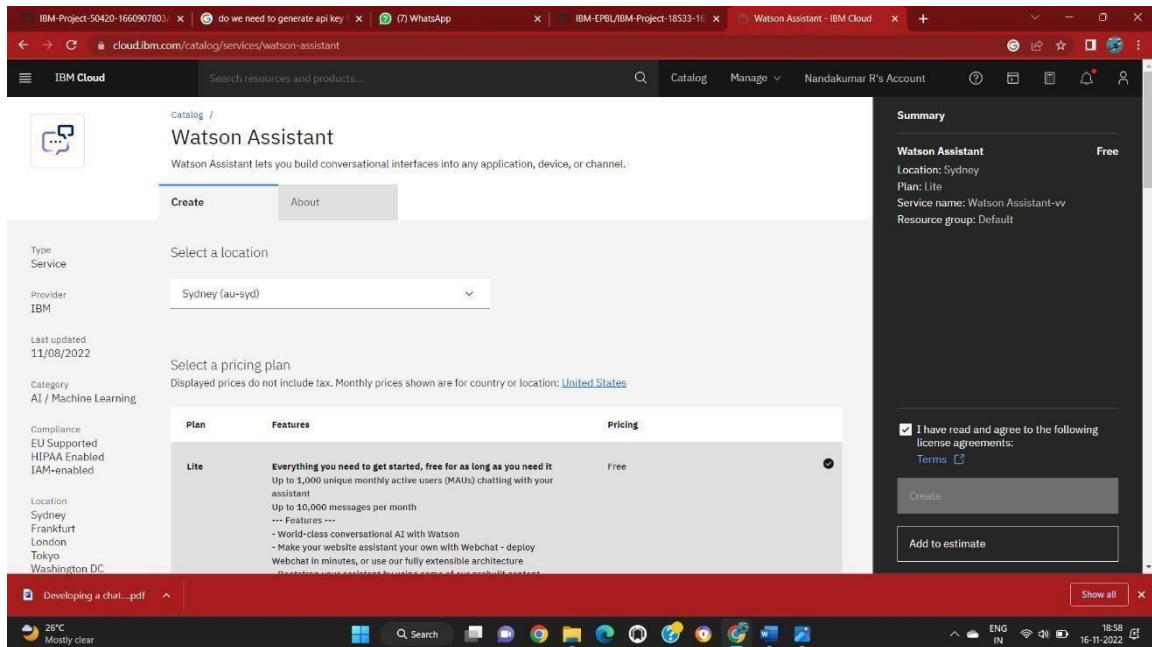 IBM-Project-50420-1660907803/
do we need to generate api key
(7) WhatsApp
IBM-EPBL/IBM-Project-18533-16
Watson Assistant - IBM Cloud
cloud.ibm.com/catalog/services/watson-assistant
IBM Cloud
Search resources and products...
Catalog
Manage
Nandakumar R's Account
Catalog /
Watson Assistant
Watson Assistant lets you build conversational interfaces into any application, device, or channel.
Create
About
Type
Service
Provider
IBM
Last updated
11/08/2022
Category
AI / Machine Learning
Compliance
EU Supported
HIPAA Enabled
IAM-enabled
Location
Sydney
Frankfurt
London
Tokyo
Washington DC
Select a location
Sydney (au-syd)
Select a pricing plan
Displayed prices do not include tax. Monthly prices shown are for country or location: United States
Plan
Features
Pricing
Lite
Everything you need to get started, free for as long as you need it
Free
Up to 1,000 unique monthly active users (MAUs) chatting with your
assistant
Up to 10,000 messages per month
--- Features ---
- World-class conversational AI with Watson
- Make your website assistant your own with Webchat - deploy
Webchat in minutes, or use our fully extensible architecture
Summary
Watson Assistant
Free
Location: Sydney
Plan: Lite
Service name: Watson Assistant-vv
Resource group: Default
I have read and agree to the following
license agreements:
Terms
Create
Add to estimate
Developing a chat....pdf
Show all
26°C
Mostly clear
Search
ENG
IN
18:58
16-11-2022